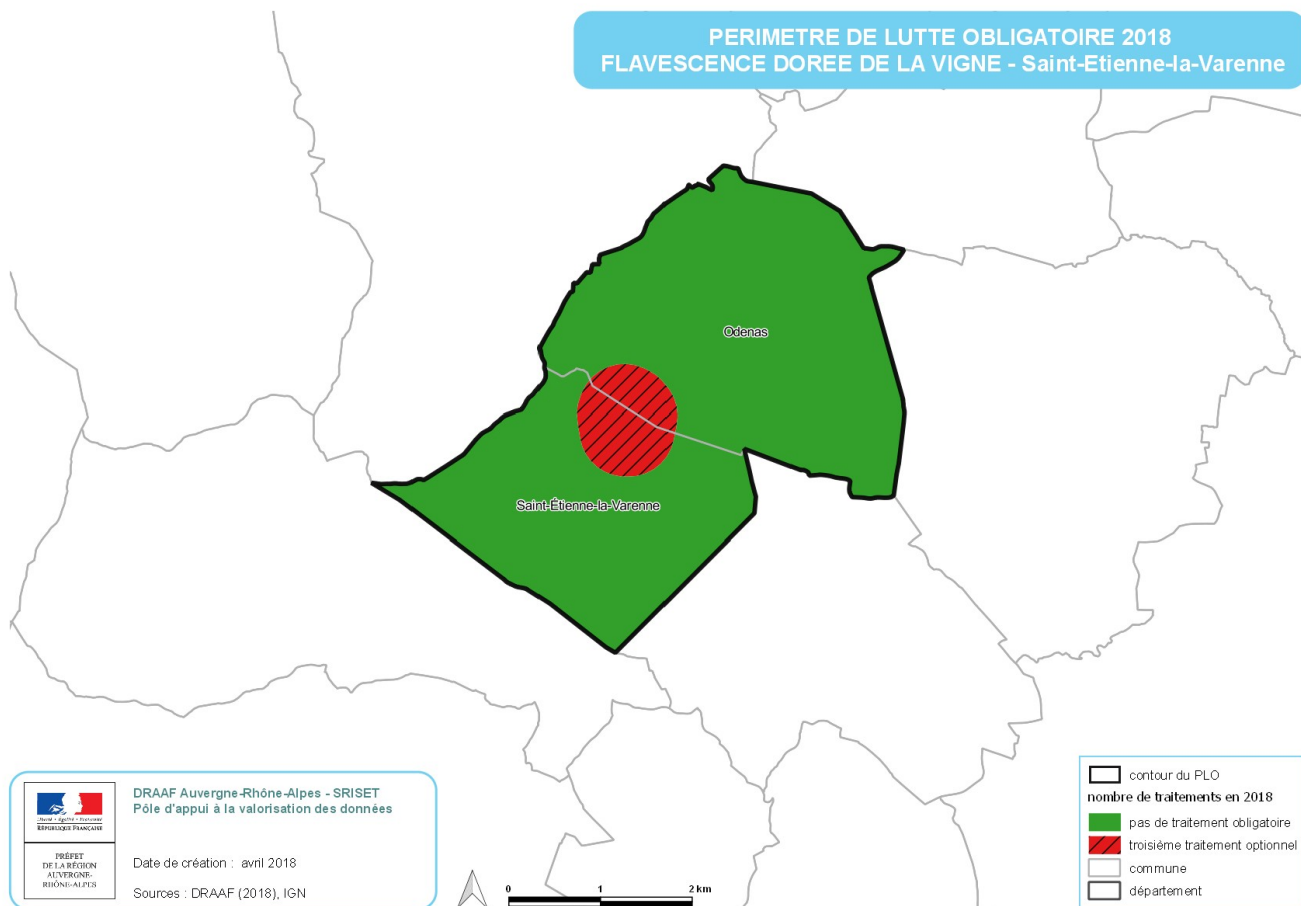 PERIMETRE DE LUTTE OBLIGATOIRE 2018
FLAVESCENCE DOREE DE LA VIGNE - Saint-Etienne-la-Varenne
Odenas
Saint-Étienne-la-Varenne
DRAAF Auvergne-Rhône-Alpes - SRISET
Pôle d'appui à la valorisation des données
Liberté • Égalité • Fraternité
RÉPUBLIQUE FRANÇAISE
PRÉFET
DE LA RÉGION
AUVERGNE-
RHÔNE-ALPES
Date de création : avril 2018
Sources : DRAAF (2018), IGN
0 1 2 km
contour du PLO
nombre de traitements en 2018
pas de traitement obligatoire
troisième traitement optionnel
commune
département